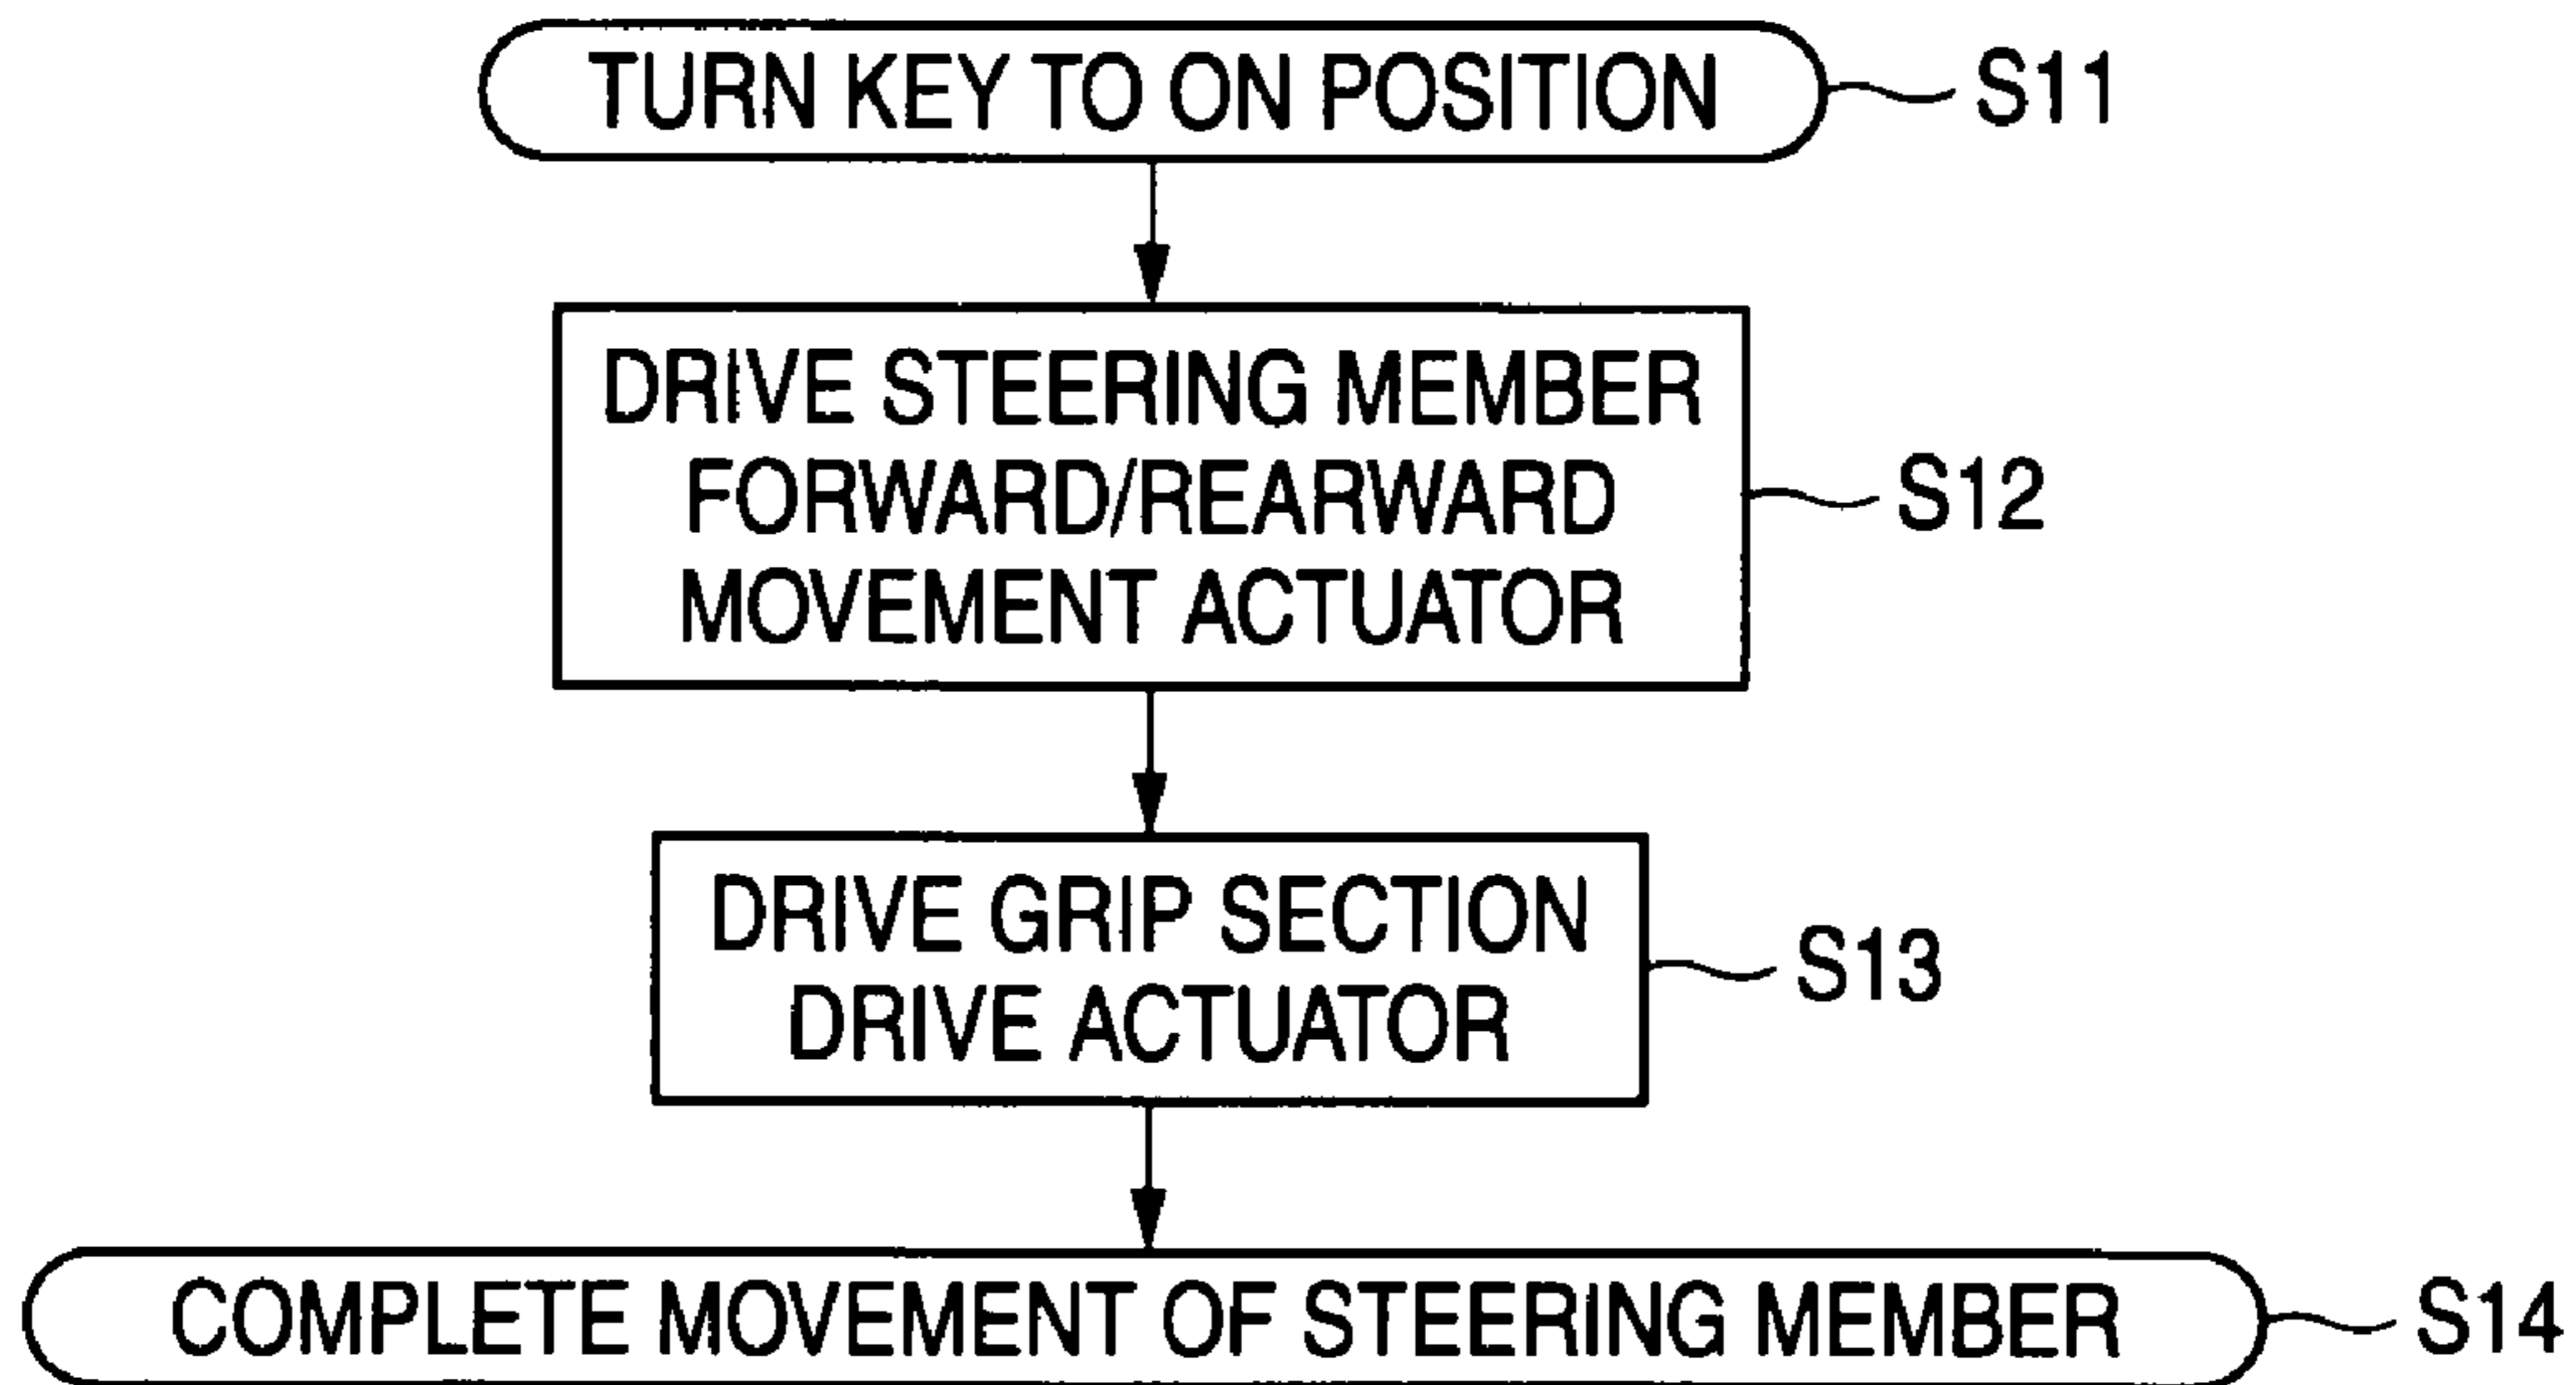 TURN KEY TO ON POSITION
S11
DRIVE STEERING MEMBER
FORWARD/REARWARD
MOVEMENT ACTUATOR
S12
DRIVE GRIP SECTION
DRIVE ACTUATOR
S13
COMPLETE MOVEMENT OF STEERING MEMBER
S14